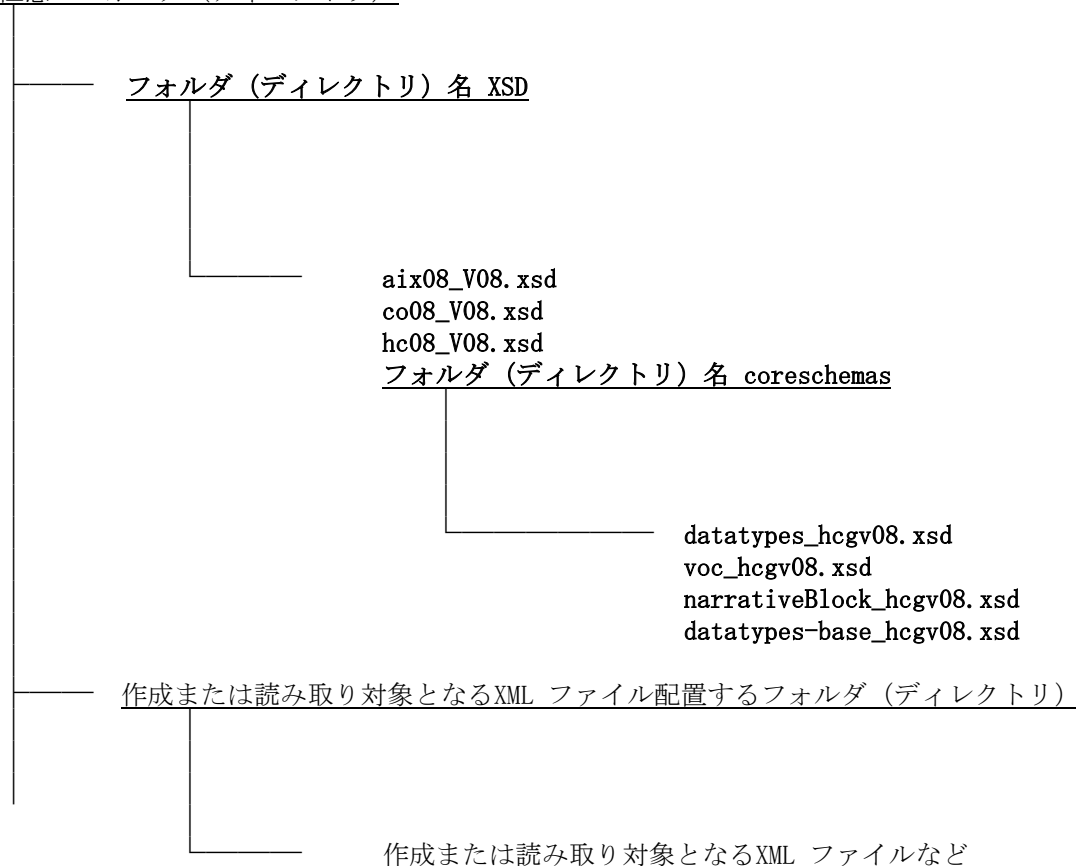 フォルダ (ディレクトリ) 名 XSD
aix08_V08.xsd
co08_V08.xsd
hc08_V08.xsd
フォルダ (ディレクトリ) 名 coreschemas
datatypes_hcgv08.xsd
voc_hcgv08.xsd
narrativeBlock_hcgv08.xsd
datatypes-base_hcgv08.xsd
作成または読み取り対象となるXML ファイル配置するフォルダ (ディレクトリ)
作成または読み取り対象となるXML ファイルなど